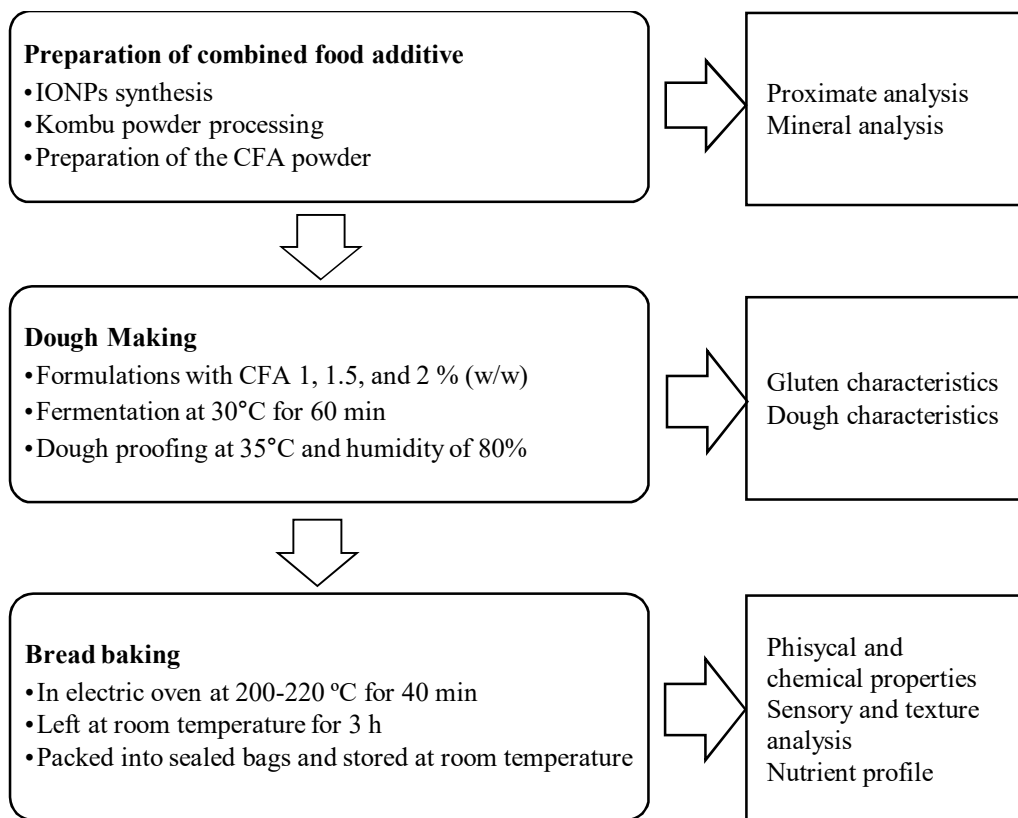 Preparation of combined food additive
•IONPs synthesis
•Kombu powder processing
•Preparation of the CFA powder
Proximate analysis
Mineral analysis
Dough Making
•Formulations with CFA 1, 1.5, and 2 % (w/w)
•Fermentation at 30°C for 60 min
•Dough proofing at 35°C and humidity of 80%
Gluten characteristics
Dough characteristics
Bread baking
•In electric oven at 200-220 ºC for 40 min
•Left at room temperature for 3 h
•Packed into sealed bags and stored at room temperature
Phisycal and
chemical properties
Sensory and texture
analysis
Nutrient profile